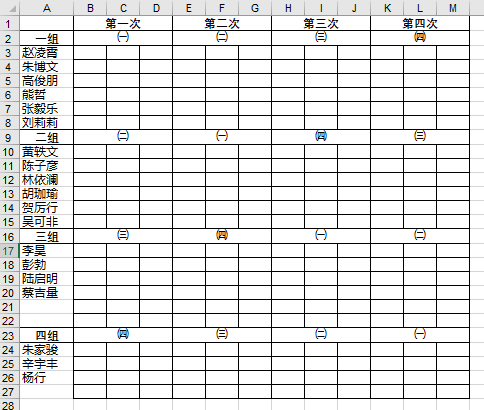 A B C D E F G H I J K L M
1 第一次 第二次 第三次 第四次
2 一组 ㈠ ㈡ ㈢ ㈣
3 赵凌霄
4 朱博文
5 高俊朋
6 熊哲
7 张毅乐
8 刘莉莉
9 二组 ㈡ ㈠ ㈣ ㈢
10 黄轶文
11 陈子彦
12 林依澜
13 胡珈瑜
14 贺厉行
15 吴可非
16 三组 ㈢ ㈣ ㈠ ㈡
17 李昊
18 彭勃
19 陆启明
20 蔡吉量
21
22
23 四组 ㈣ ㈢ ㈡ ㈠
24 朱家骏
25 辛宇丰
26 杨行
27
28